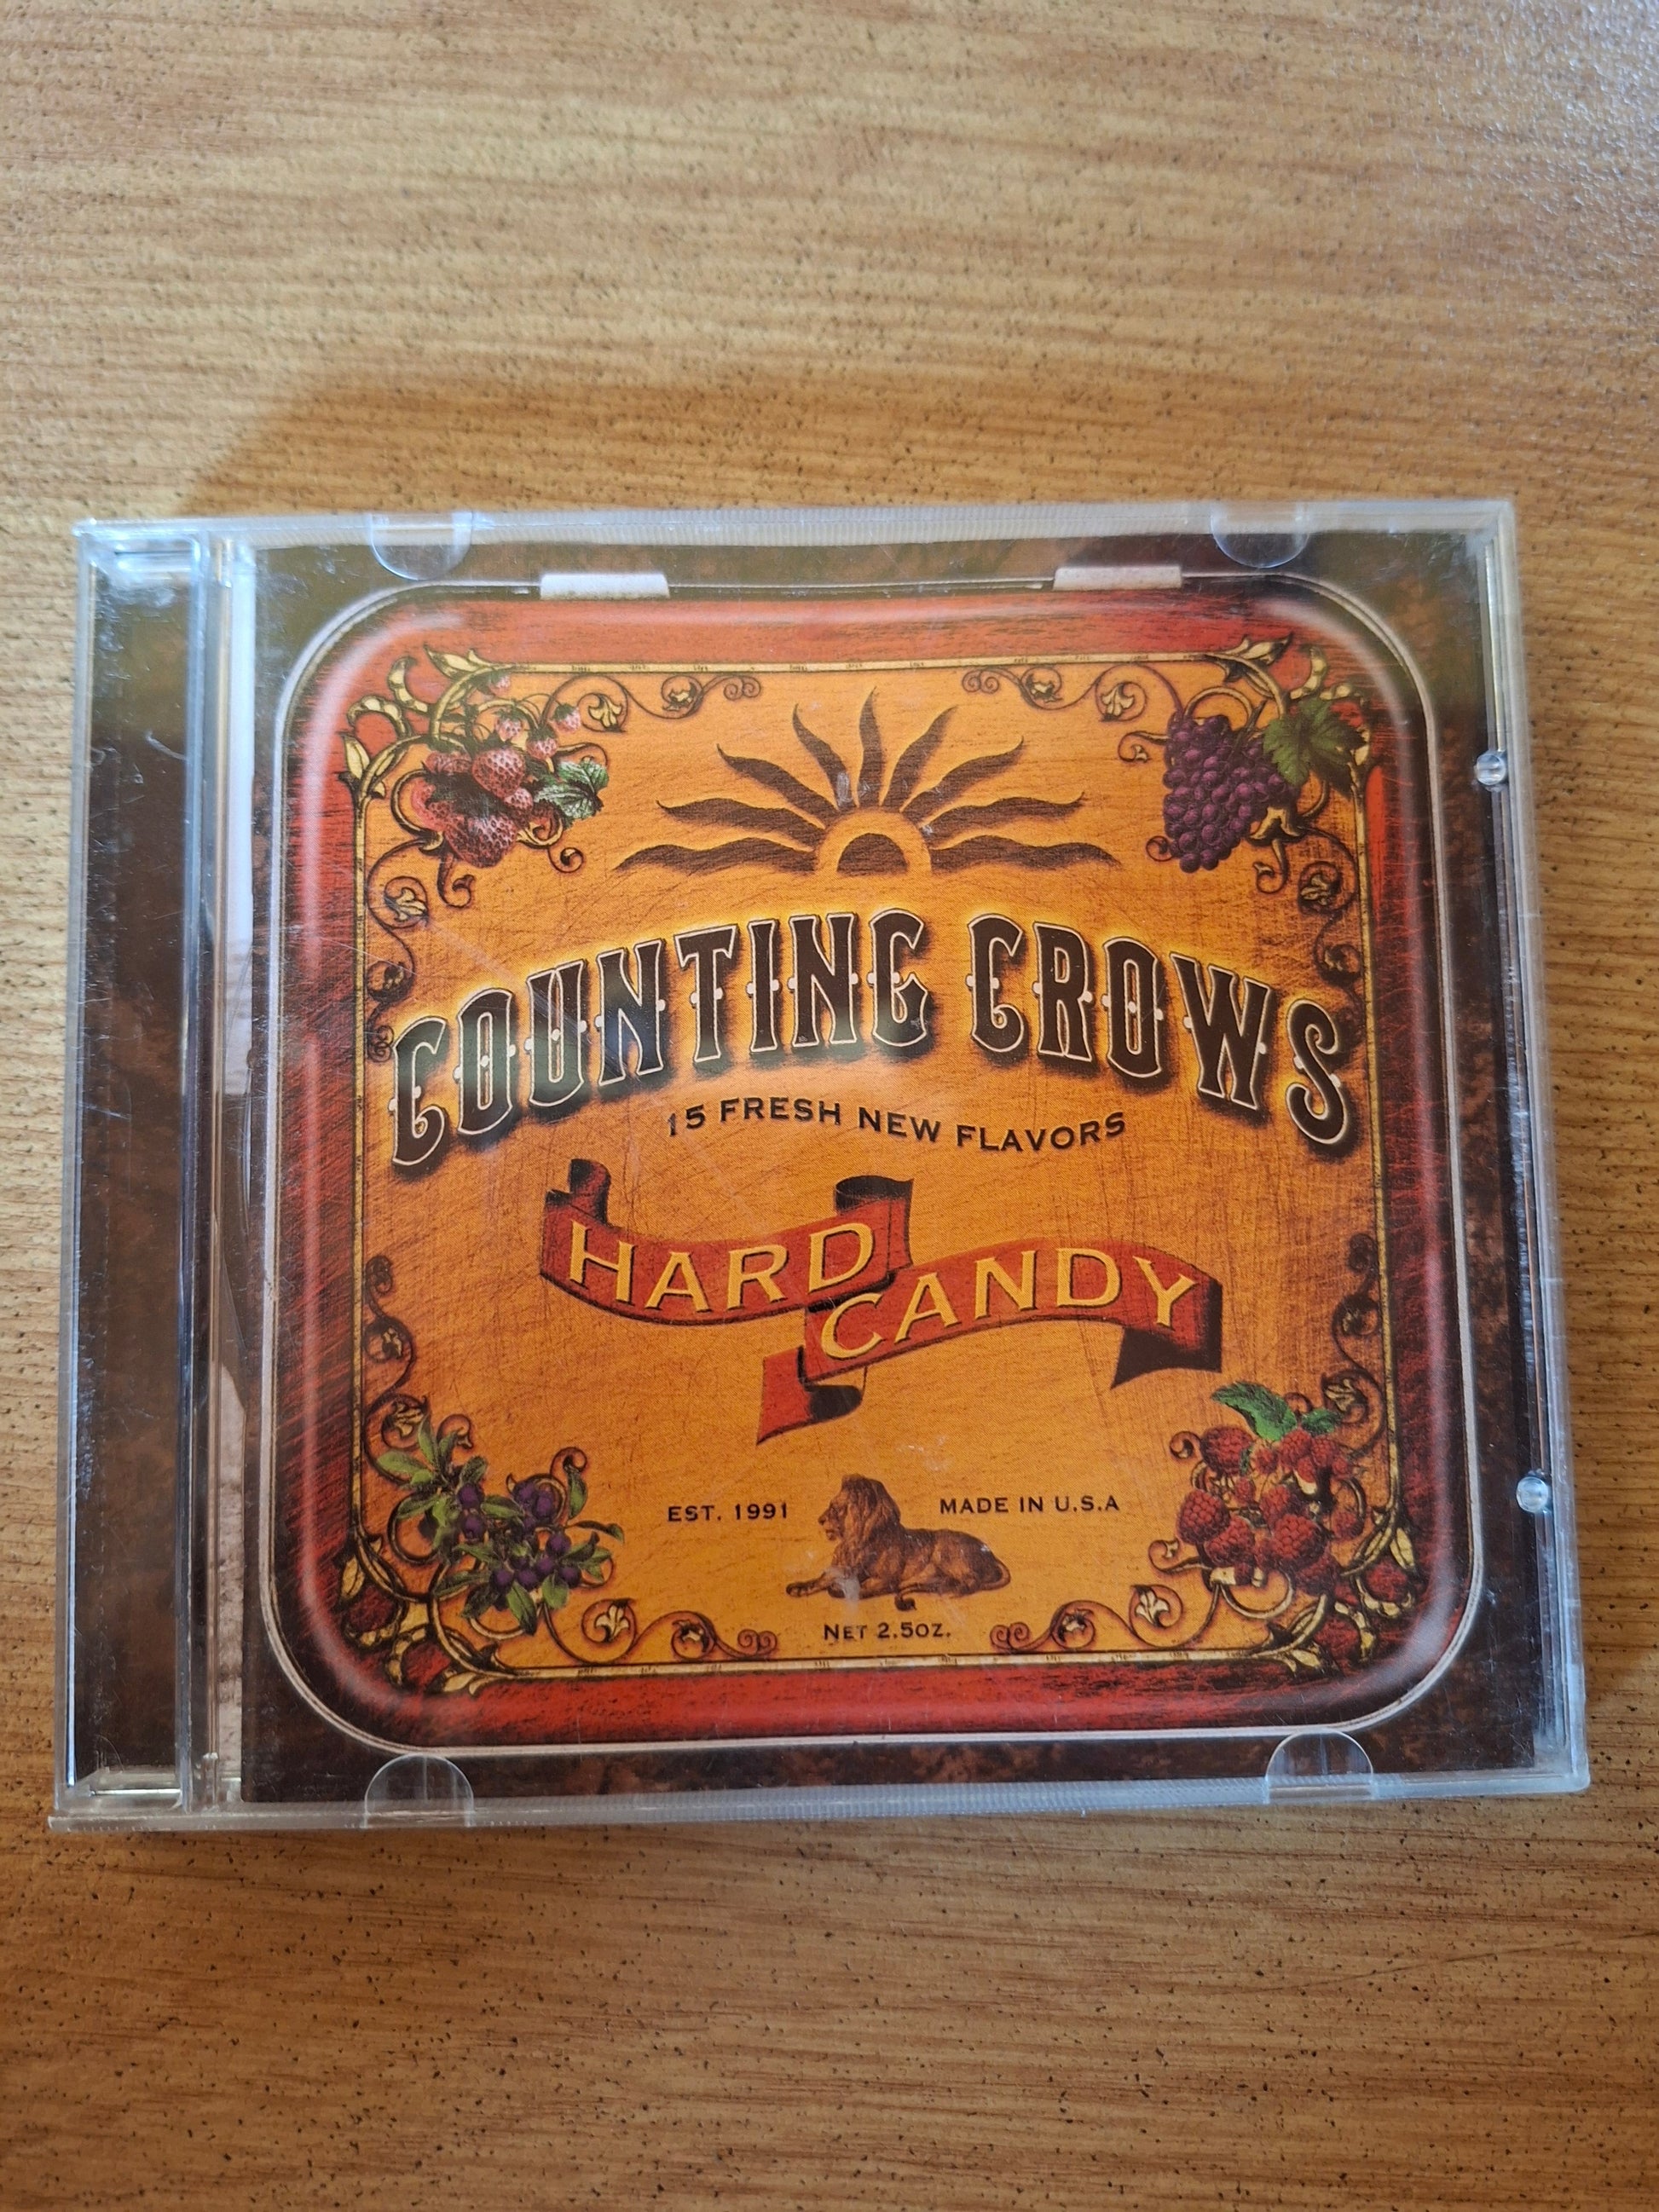 COUNTING CROWS
15 FRESH NEW FLAVORS
HARD
CANDY
EST. 1991
MADE IN U.S.A
NET 2.5OZ.